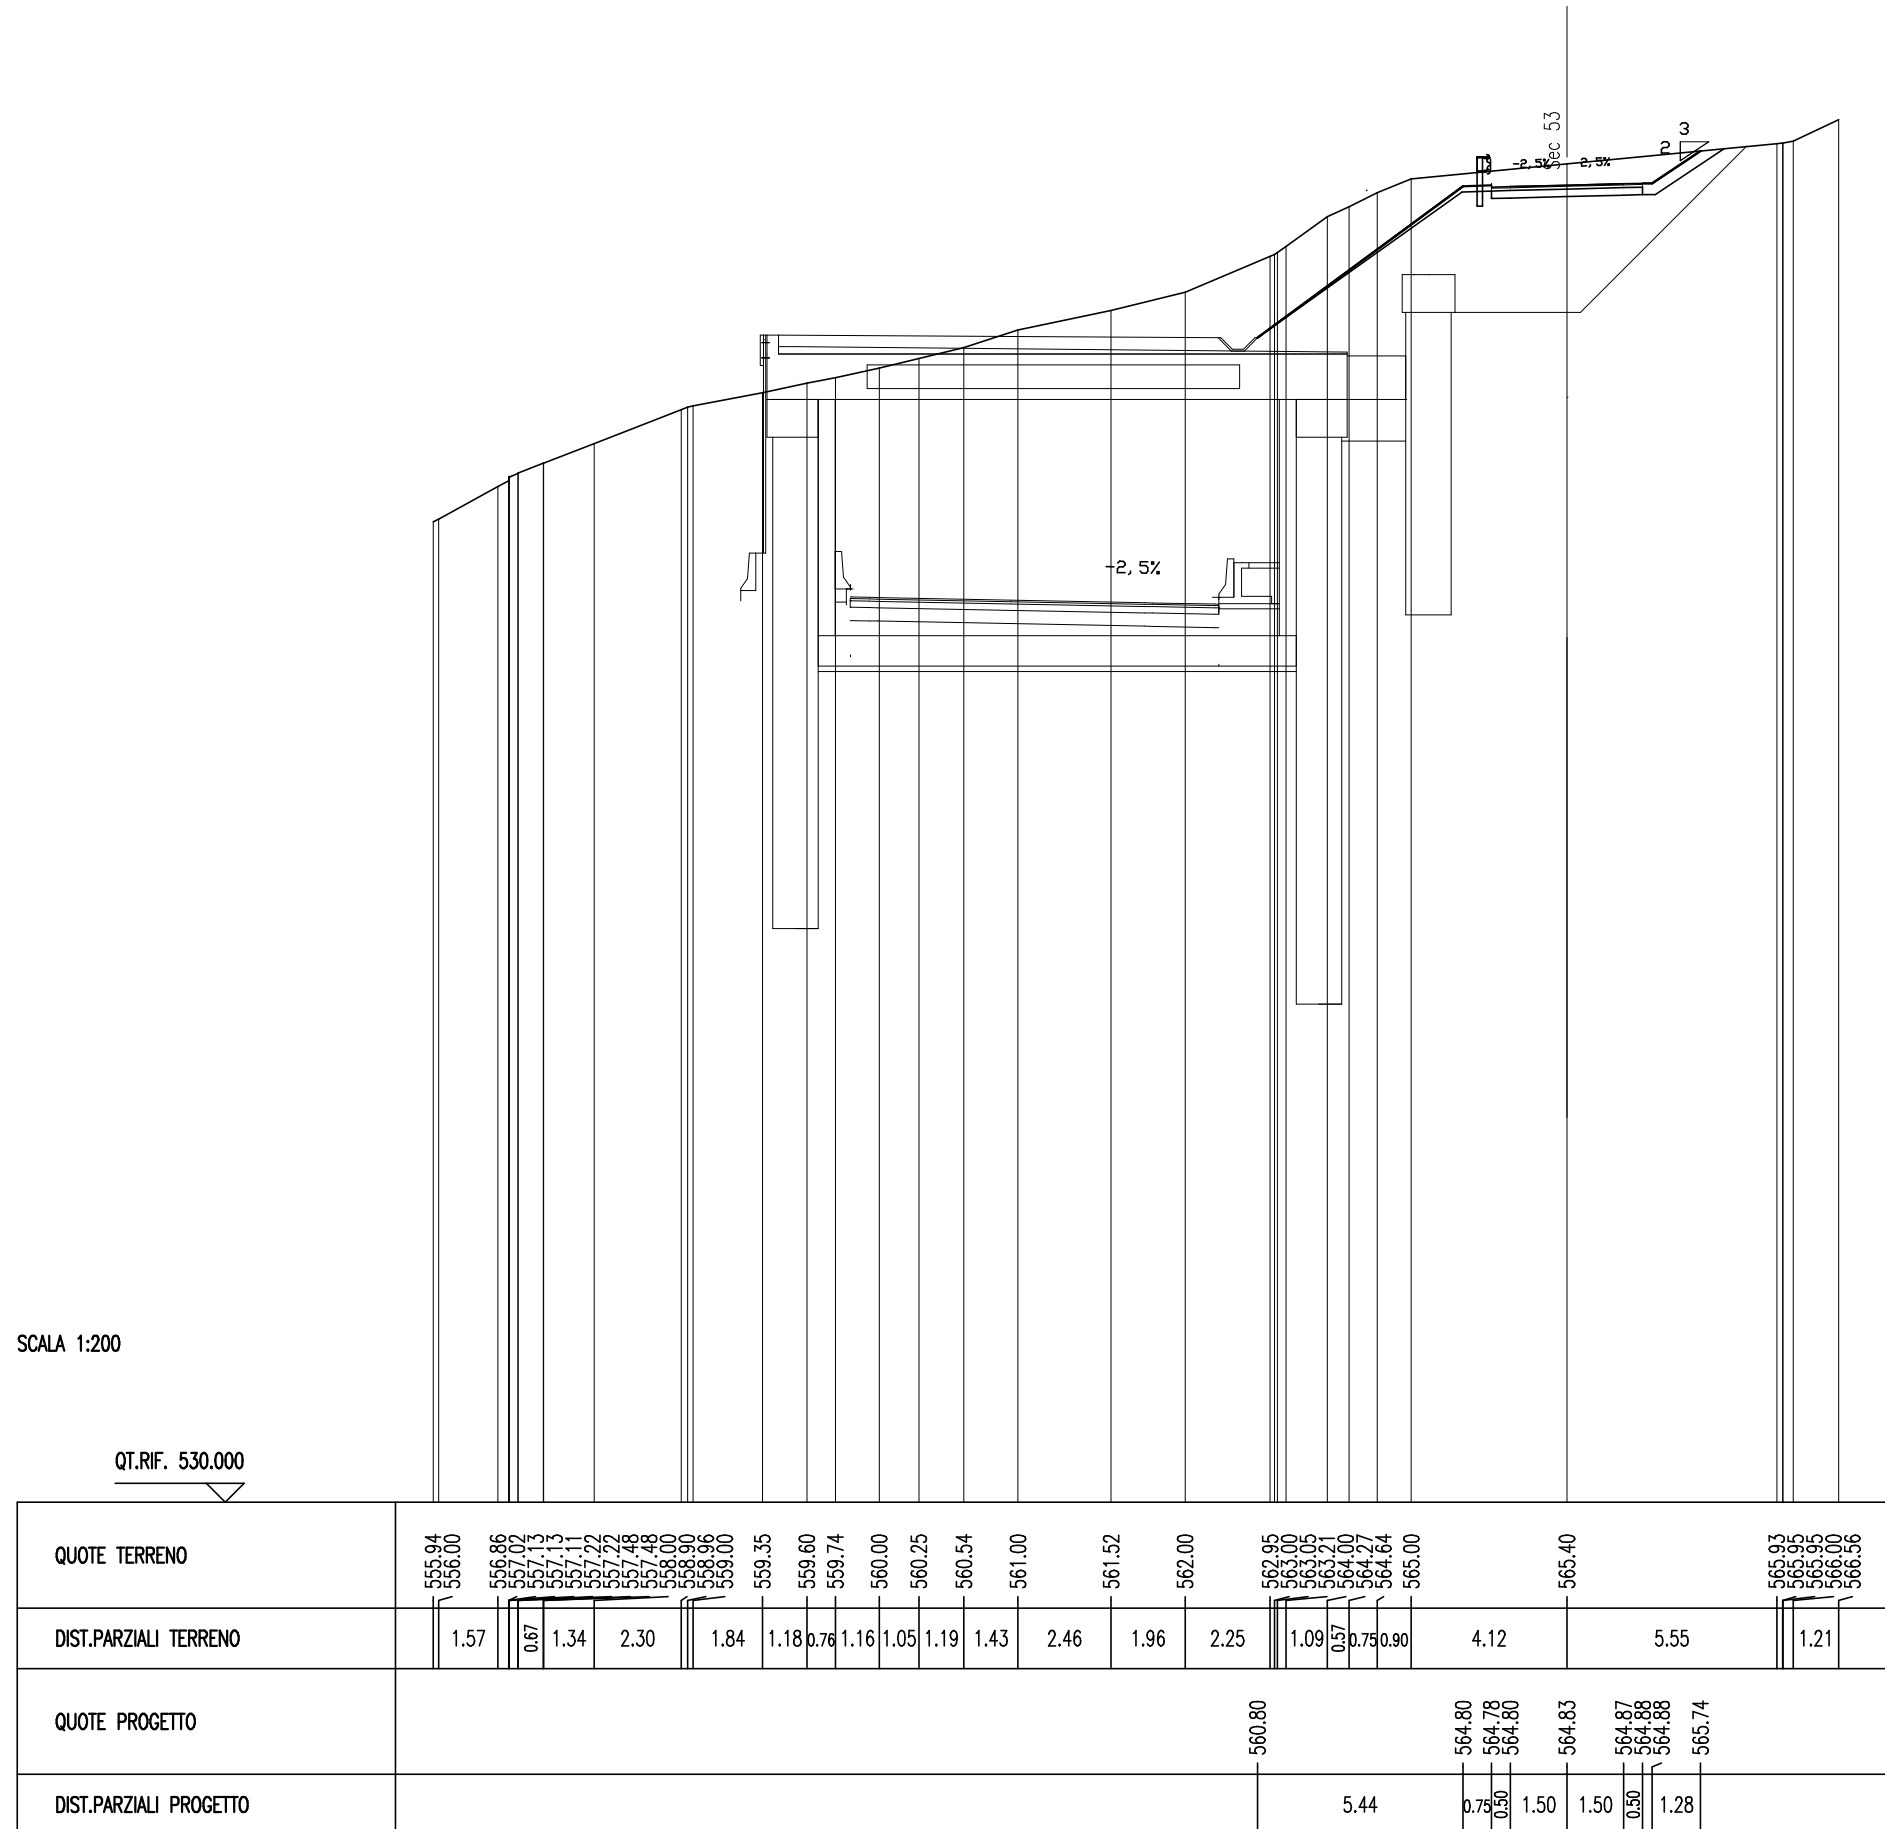 Sec 53
3
2
-2,5% 2,5%
-2,5%
SCALA 1:200
QT.RIF. 530.000
QUOTE TERRENO 555.94 556.00 556.86 557.02 557.13 557.13 557.11 557.22 557.22 557.48 557.48 558.00 558.90 558.96 559.00 559.35 559.60 559.74 560.00 560.25 560.54 561.00 561.52 562.00 562.95 563.00 563.05 563.21 564.00 564.27 564.64 565.00 565.40 565.93 565.95 565.95 566.00 566.56
DIST.PARZIALI TERRENO 1.57 0.67 1.34 2.30 1.84 1.18 0.76 1.16 1.05 1.19 1.43 2.46 1.96 2.25 1.09 0.57 0.75 0.90 4.12 5.55 1.21
QUOTE PROGETTO 560.80 564.80 564.78 564.80 564.83 564.87 564.88 564.88 565.74
DIST.PARZIALI PROGETTO 5.44 0.75 0.50 1.50 1.50 0.50 1.28